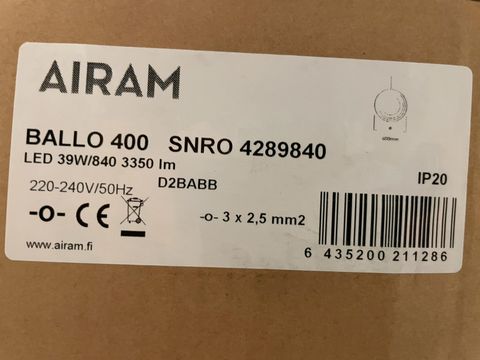 AIRAM
BALLO 400 SNRO 4289840
LED 39W/840 3350 lm
220-240V/50Hz D2BABB
IP20
-o- CE
-o- 3 x 2,5 mm2
www.airam.fi
6 435200 211286